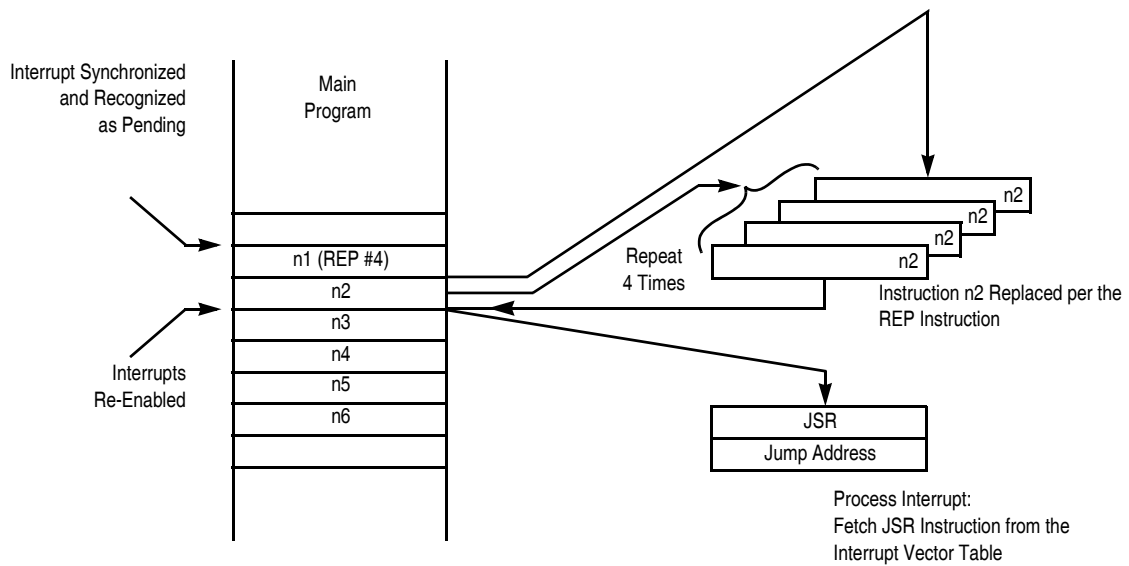 Interrupt Synchronized
and Recognized
as Pending
Main
Program
n1 (REP #4)
n2
n3
n4
n5
n6
Interrupts
Re-Enabled
Repeat
4 Times
n2
n2
n2
n2
Instruction n2 Replaced per the
REP Instruction
JSR
Jump Address
Process Interrupt:
Fetch JSR Instruction from the
Interrupt Vector Table